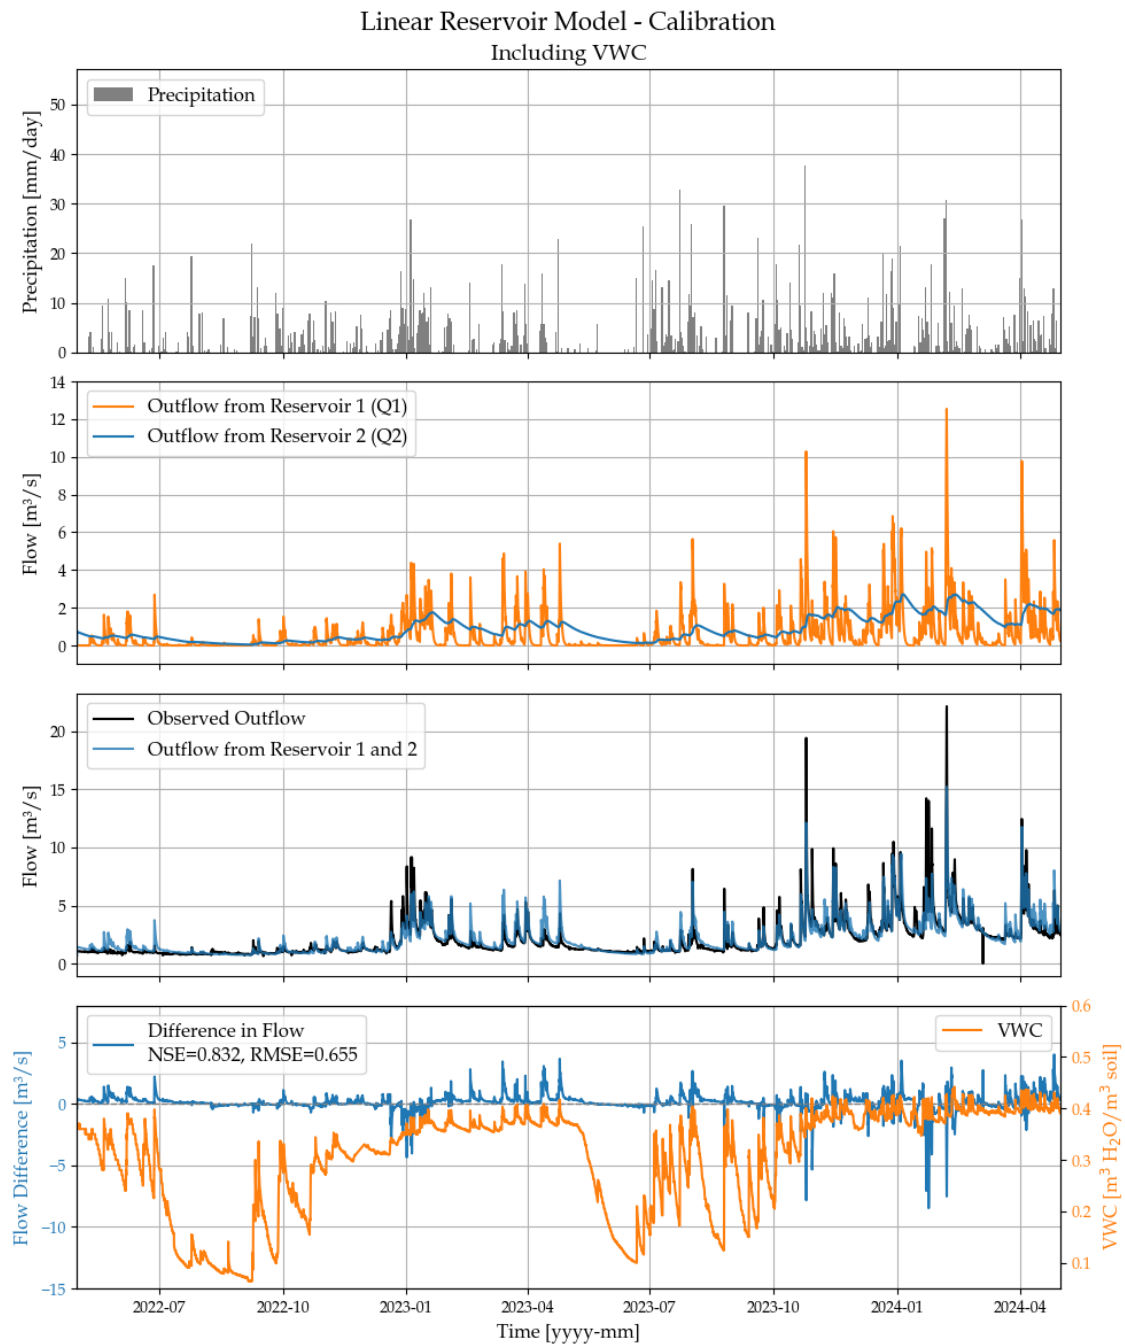 Linear Reservoir Model - Calibration
Including VWC
Precipitation
Precipitation [mm/day]
50
40
30
20
10
0
Outflow from Reservoir 1 (Q1)
Outflow from Reservoir 2 (Q2)
Flow [m³/s]
14
12
10
8
6
4
2
0
Observed Outflow
Outflow from Reservoir 1 and 2
Flow [m³/s]
20
15
10
5
0
Difference in Flow
NSE=0.832, RMSE=0.655
VWC
Flow Difference [m³/s]
5
0
−5
−10
−15
0.6
0.5
0.4
0.3
0.2
0.1
VWC [m³ H₂O/m³ soil]
2022-07 2022-10 2023-01 2023-04 2023-07 2023-10 2024-01 2024-04
Time [yyyy-mm]